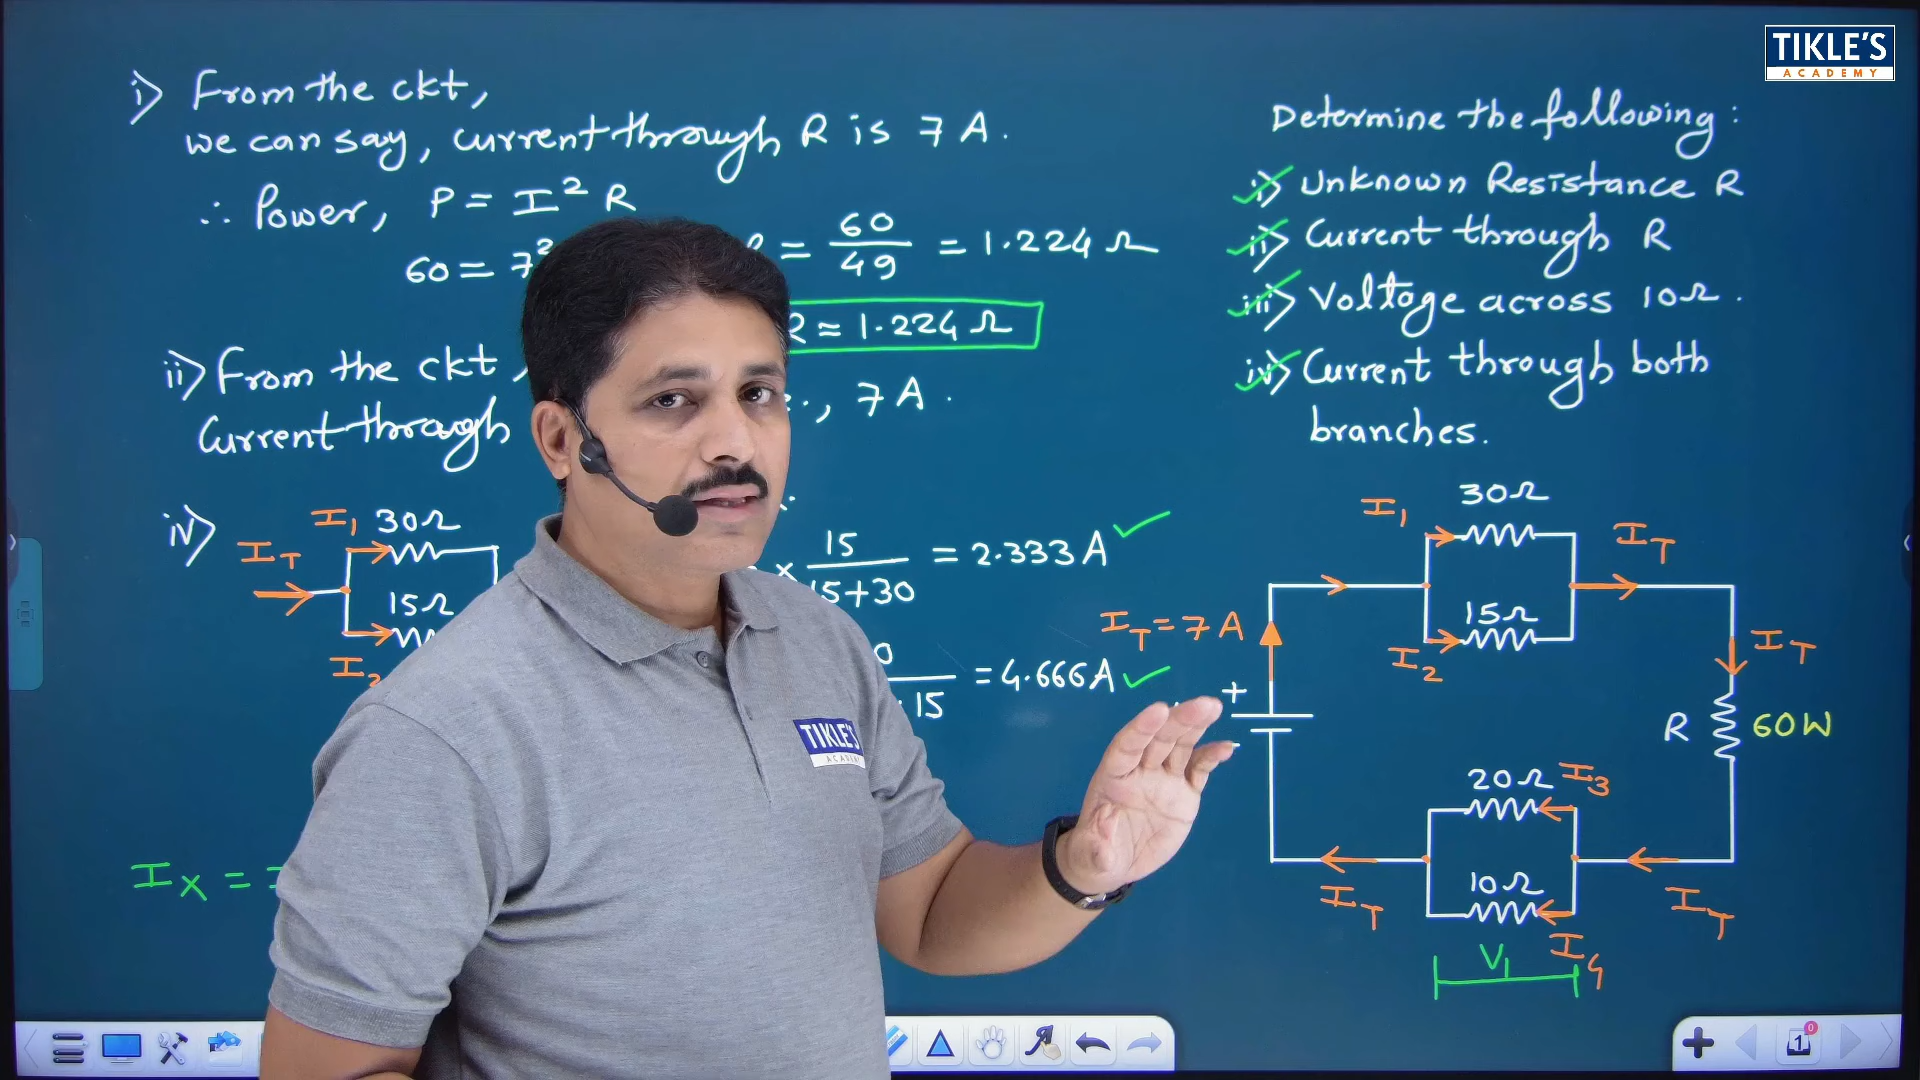 TIKLE'S
ACADEMY
i) From the ckt,
we can say, current through R is 7 A.
∴ Power, P = I² R
60 = 7²
= 60/49 = 1.224 Ω
R = 1.224 Ω
ii) From the ckt,
Current through
7 A.
iv)
I₁ 30Ω
I_T
15Ω
I₂
× 15/15+30 = 2.333 A ✓
15 = 4.666 A ✓
I_X =
Determine the following :
i) Unknown Resistance R
ii) Current through R
iii) Voltage across 10Ω.
iv) Current through both
branches.
I₁ 30Ω
I_T
15Ω
I₂
I_T = 7 A
+
-
I_T
R 60W
20Ω I₃
10Ω
I₄
I_T
I_T
V₁
TIKLE'S
ACADEMY
1
0